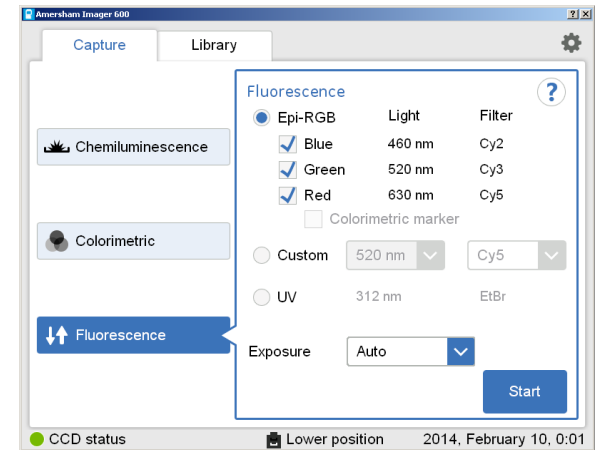 Amersham Imager 600
? x
Capture Library
Fluorescence ?
Epi-RGB Light Filter
Blue 460 nm Cy2
Green 520 nm Cy3
Red 630 nm Cy5
Colorimetric marker
Custom 520 nm Cy5
UV 312 nm EtBr
Exposure Auto
Start
Chemiluminescence
Colorimetric
Fluorescence
CCD status Lower position 2014, February 10, 0:01